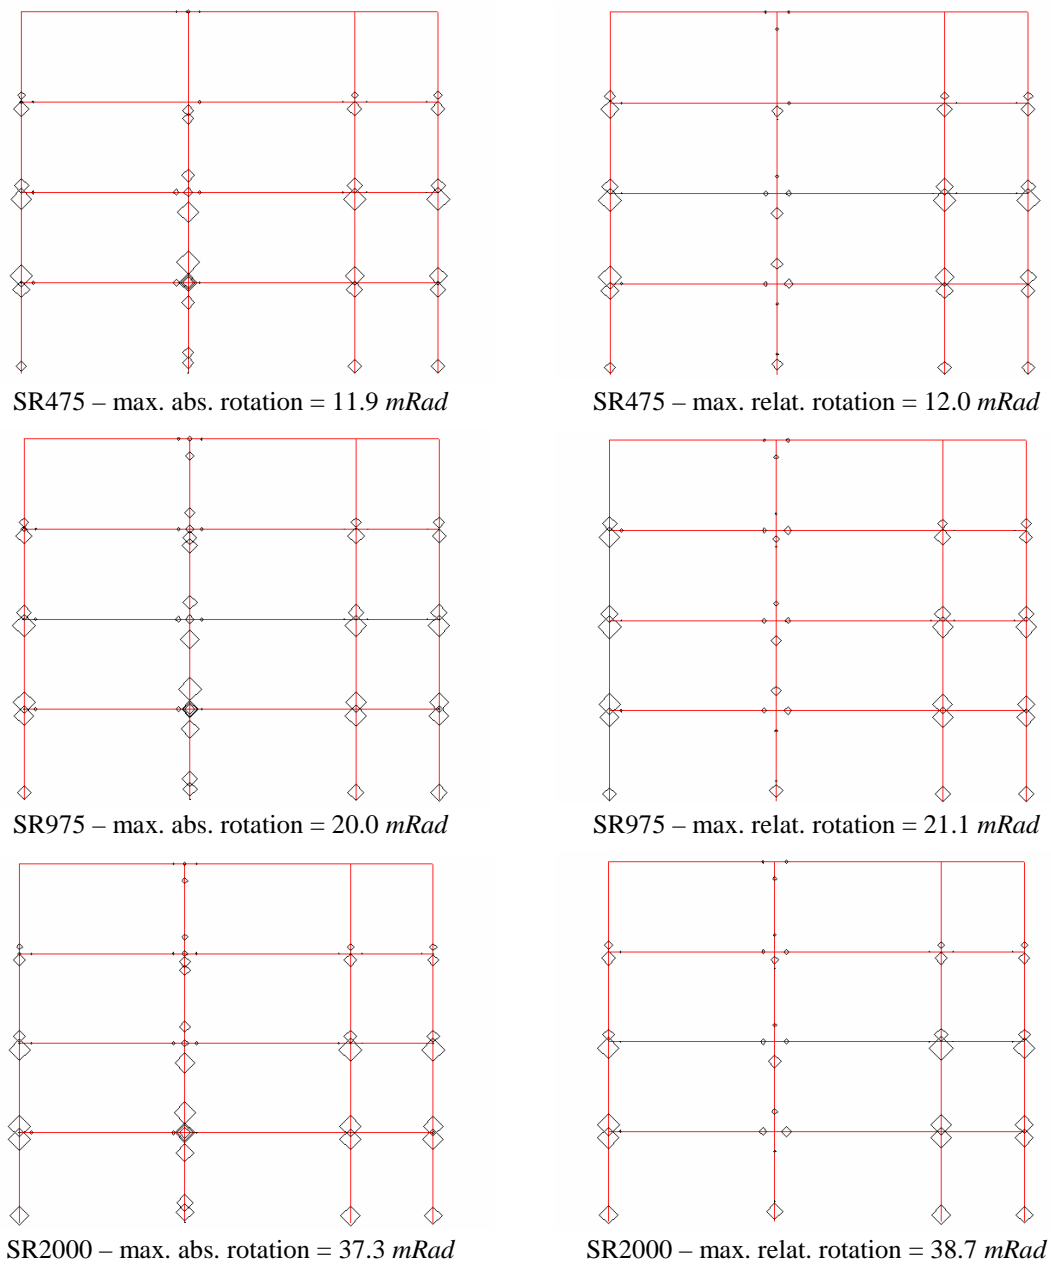 SR475 – max. abs. rotation = 11.9 mRad
SR475 – max. relat. rotation = 12.0 mRad
SR975 – max. abs. rotation = 20.0 mRad
SR975 – max. relat. rotation = 21.1 mRad
SR2000 – max. abs. rotation = 37.3 mRad
SR2000 – max. relat. rotation = 38.7 mRad